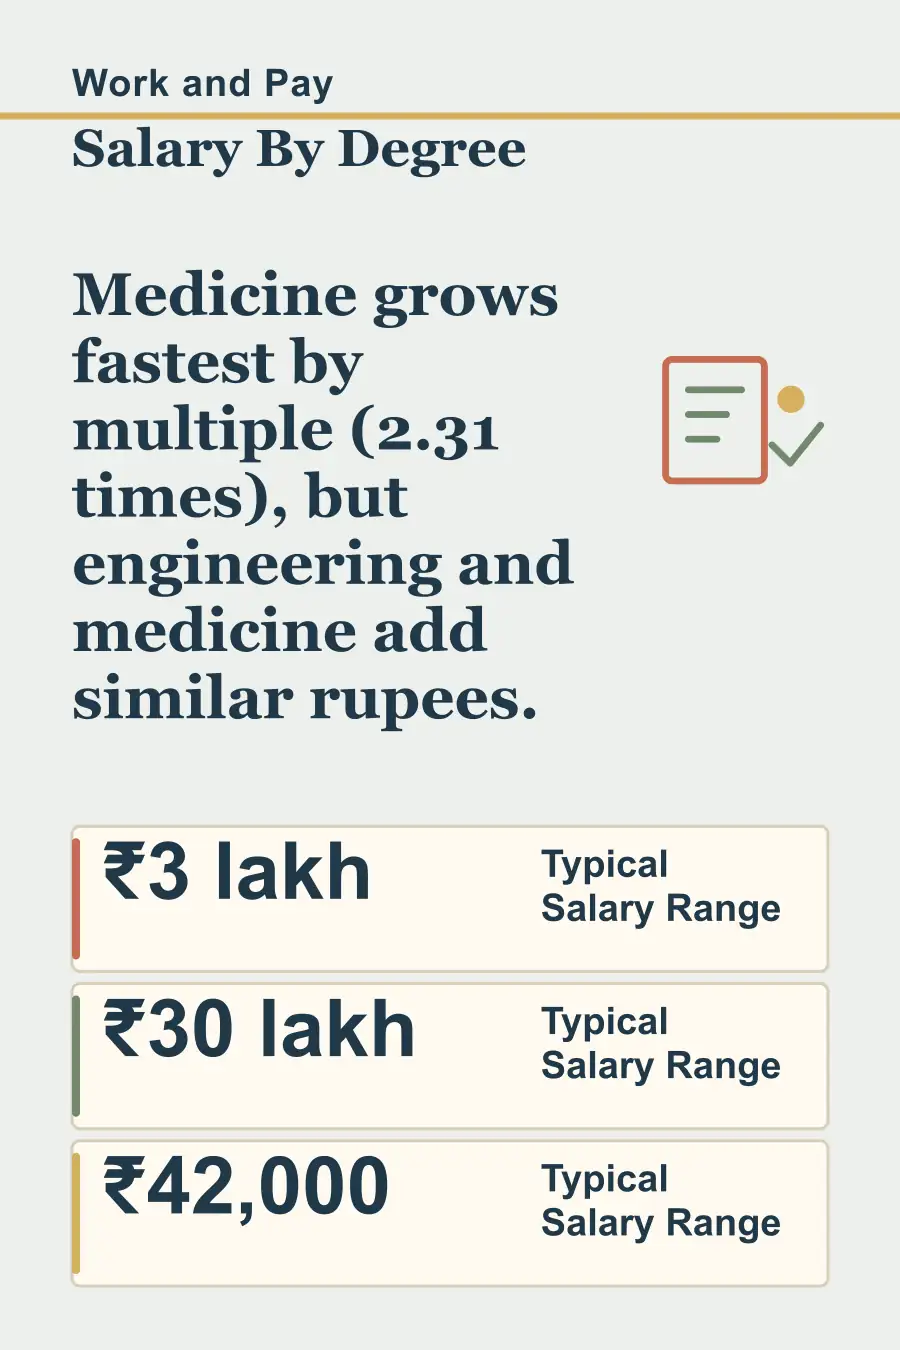 Work and Pay
Salary By Degree
Medicine grows
fastest by
multiple (2.31
times), but
engineering and
medicine add
similar rupees.
₹3 lakh
Typical
Salary Range
₹30 lakh
Typical
Salary Range
₹42,000
Typical
Salary Range